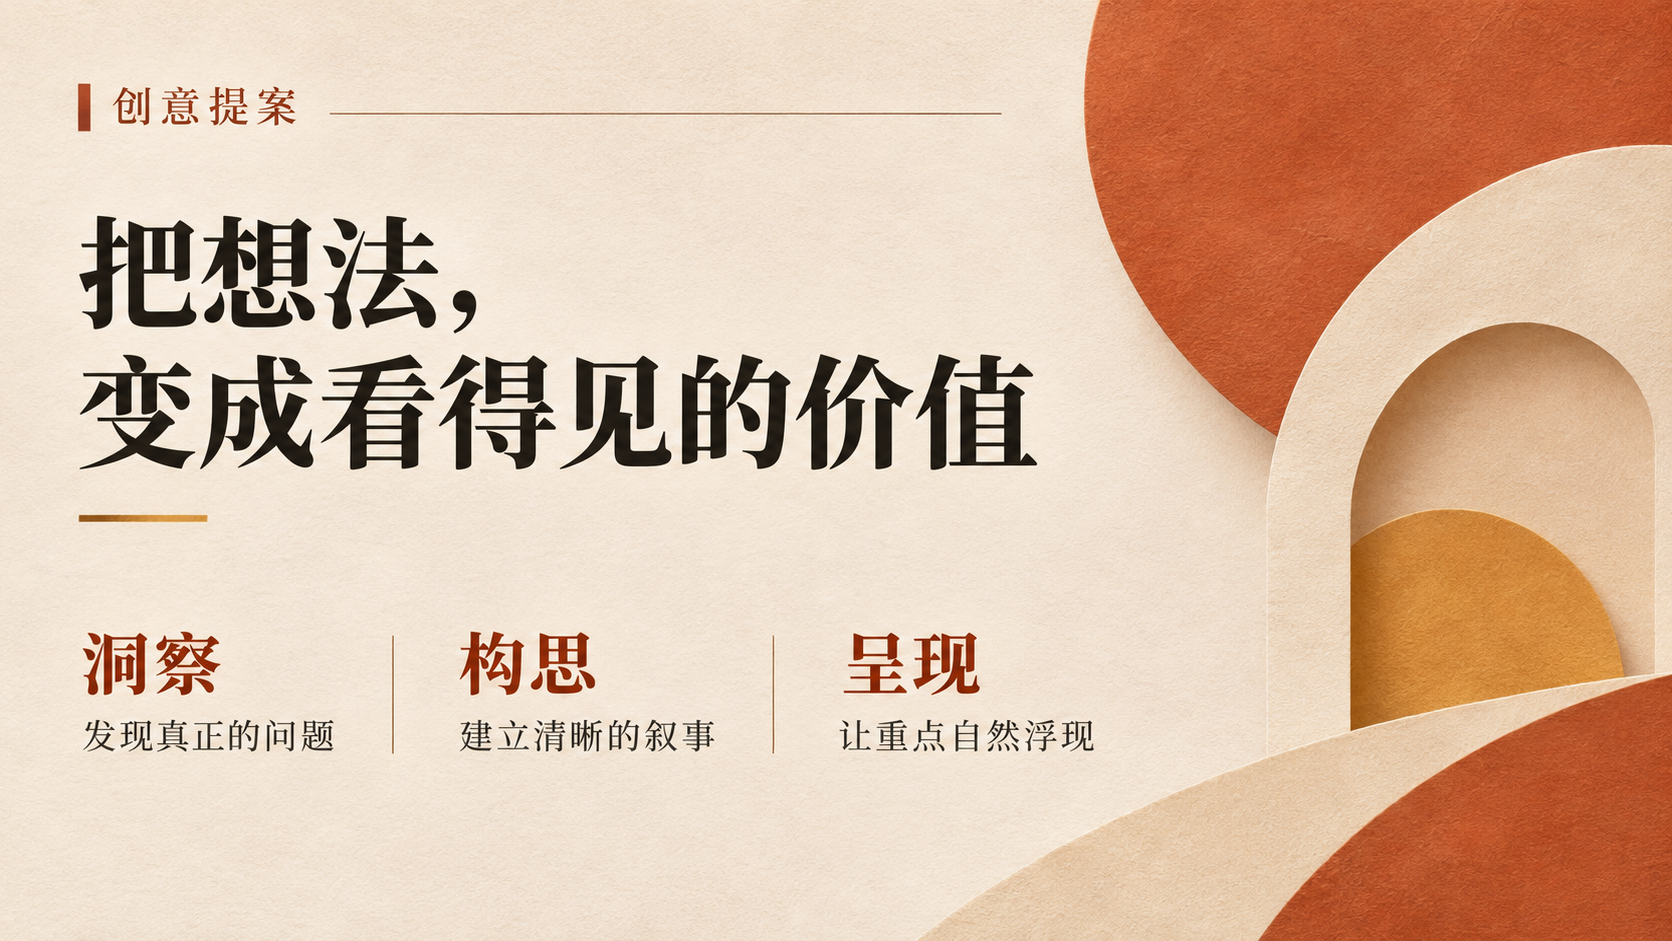 创意提案
把想法，
变成看得见的价值
洞察
发现真正的问题
构思
建立清晰的叙事
呈现
让重点自然浮现